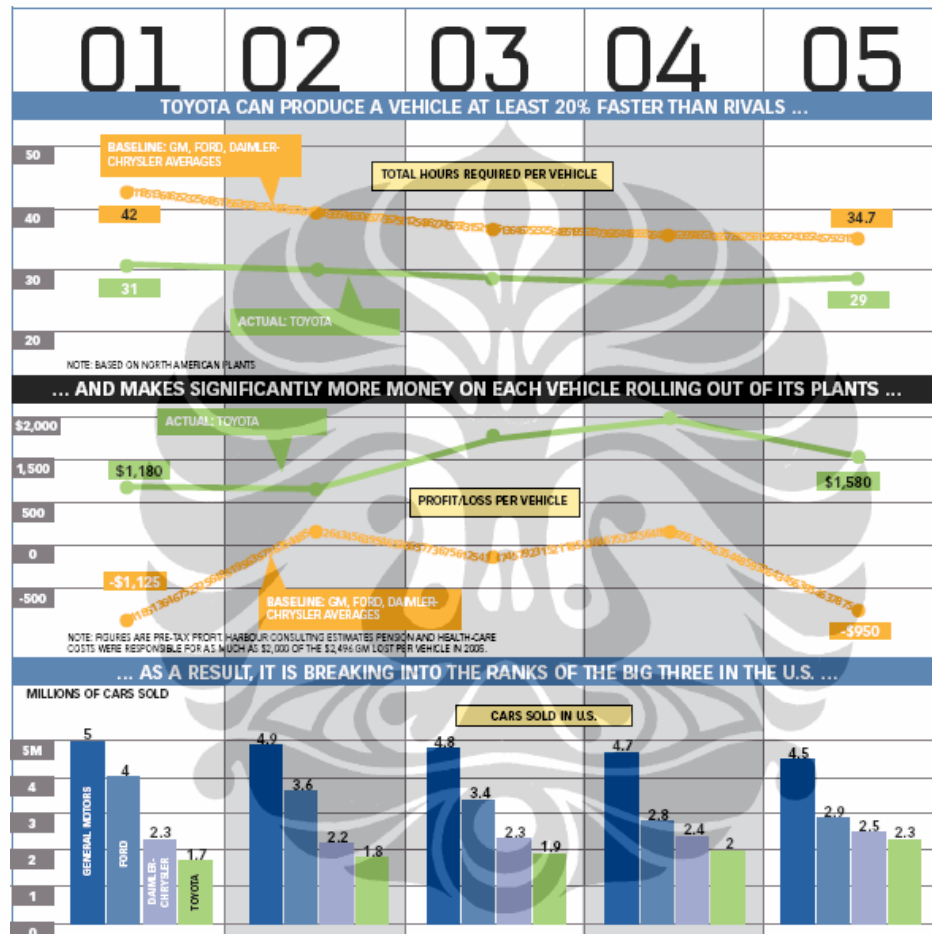 01 02 03 04 05
TOYOTA CAN PRODUCE A VEHICLE AT LEAST 20% FASTER THAN RIVALS ...
50
BASELINE: GM, FORD, DAIMLER-
CHRYSLER AVERAGES
TOTAL HOURS REQUIRED PER VEHICLE
42
40
34.7
30
31
29
ACTUAL: TOYOTA
20
NOTE: BASED ON NORTH AMERICAN PLANTS
... AND MAKES SIGNIFICANTLY MORE MONEY ON EACH VEHICLE ROLLING OUT OF ITS PLANTS ...
$2,000
ACTUAL: TOYOTA
1,500
$1,180
$1,580
PROFIT/LOSS PER VEHICLE
500
0
-$1,125
-500
BASELINE: GM, FORD, DAIMLER-
CHRYSLER AVERAGES
-$950
NOTE: FIGURES ARE PRE-TAX PROFIT. HARBOUR CONSULTING ESTIMATES PENSION AND HEALTH-CARE
COSTS WERE RESPONSIBLE FOR AS MUCH AS $2,000 OF THE $2,496 GM LOST PER VEHICLE IN 2005.
... AS A RESULT, IT IS BREAKING INTO THE RANKS OF THE BIG THREE IN THE U.S. ...
MILLIONS OF CARS SOLD
CARS SOLD IN U.S.
5M
4
3
2
1
0
5
4
2.3
1.7
GENERAL MOTORS
FORD
DAIMLER-
CHRYSLER
TOYOTA
4.9
3.6
2.2
1.8
4.8
3.4
2.3
1.9
4.7
2.8
2.4
2
4.5
2.9
2.5
2.3